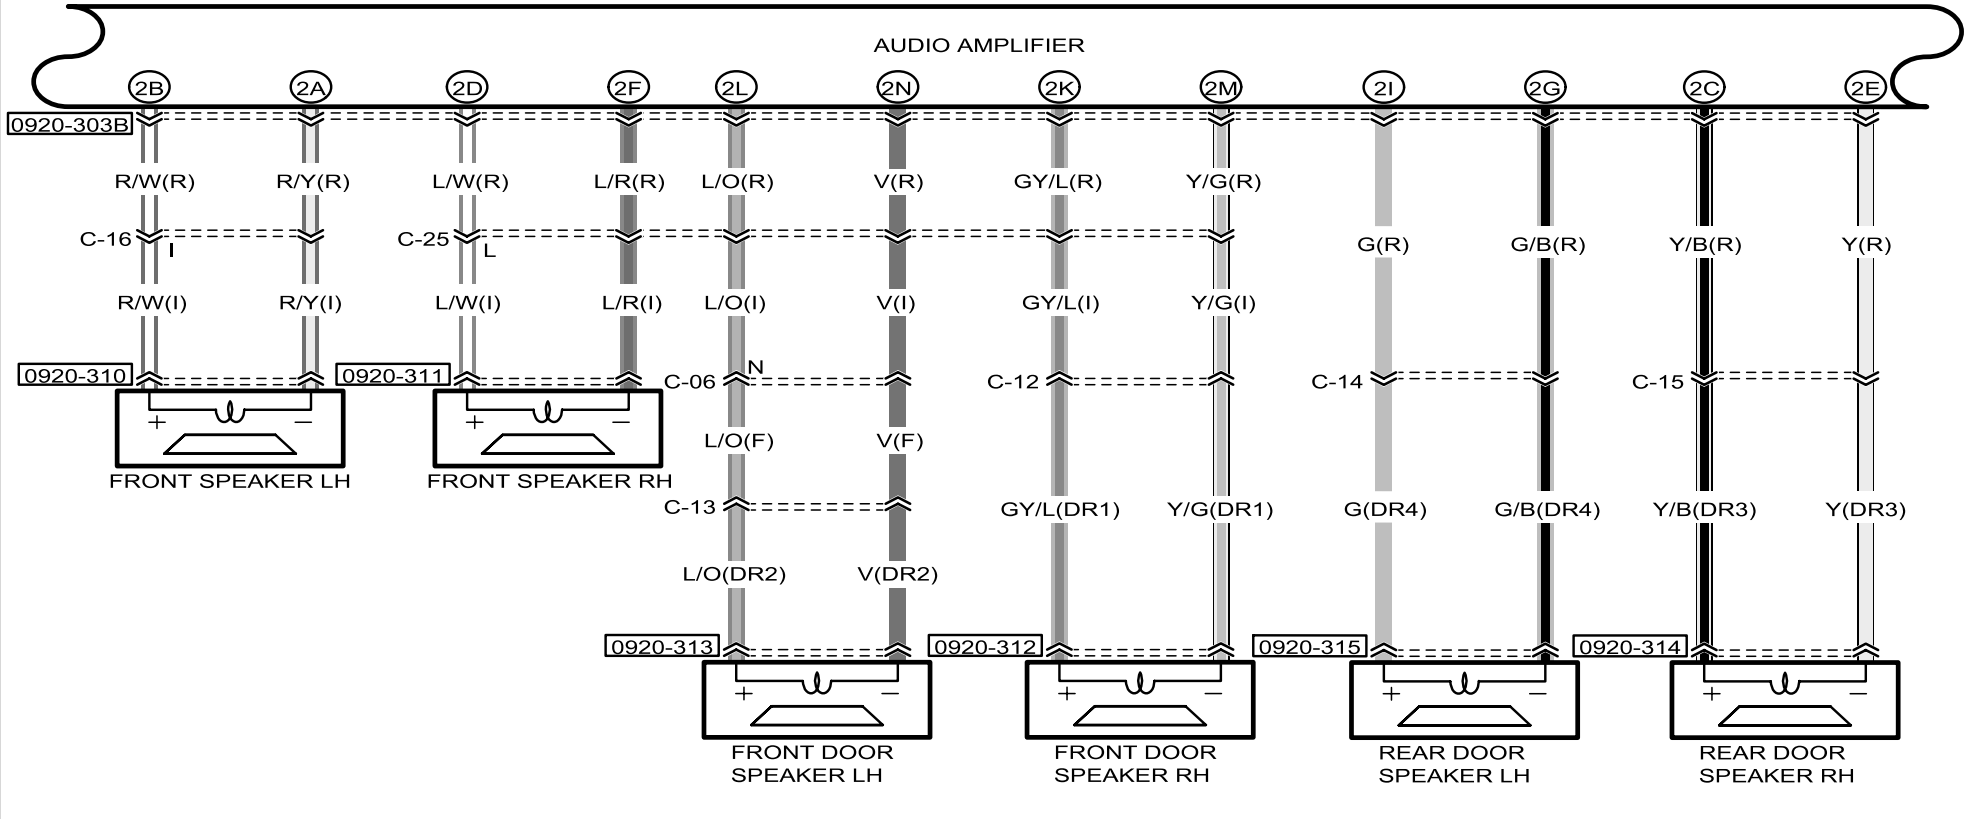 AUDIO AMPLIFIER
2B 2A 2D 2F 2L 2N 2K 2M 2I 2G 2C 2E
0920-303B
R/W(R) R/Y(R) L/W(R) L/R(R) L/O(R) V(R) GY/L(R) Y/G(R)
C-16 I C-25 L G(R) G/B(R) Y/B(R) Y(R)
R/W(I) R/Y(I) L/W(I) L/R(I) L/O(I) V(I) GY/L(I) Y/G(I)
0920-310 0920-311 C-06 N C-12 C-14 C-15
+ − + −
L/O(F) V(F)
FRONT SPEAKER LH FRONT SPEAKER RH
C-13 GY/L(DR1) Y/G(DR1) G(DR4) G/B(DR4) Y/B(DR3) Y(DR3)
L/O(DR2) V(DR2)
0920-313 0920-312 0920-315 0920-314
+ − + − + − + −
FRONT DOOR
SPEAKER LH
FRONT DOOR
SPEAKER RH
REAR DOOR
SPEAKER LH
REAR DOOR
SPEAKER RH